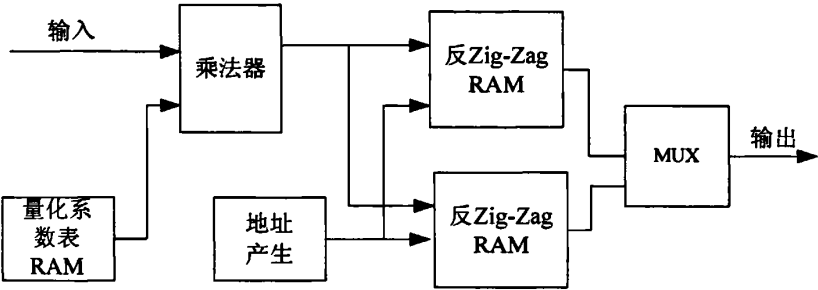 输入
乘法器
反Zig-Zag
RAM
MUX
输出
量化系
数表
RAM
地址
产生
反Zig-Zag
RAM